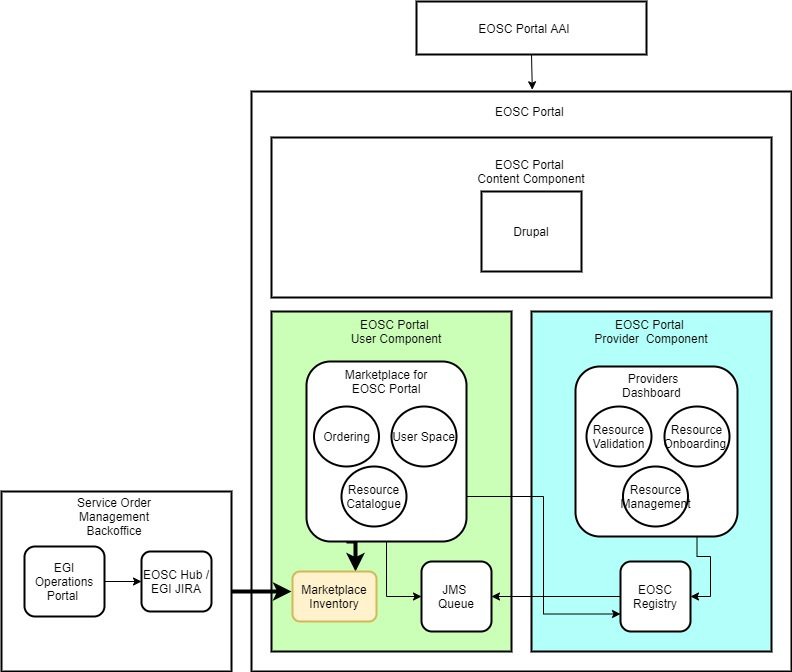 EOSC Portal AAI
EOSC Portal
EOSC Portal
Content Component
Drupal
EOSC Portal
User Component
Marketplace for
EOSC Portal
Ordering
User Space
Resource
Catalogue
Marketplace
Inventory
JMS
Queue
EOSC Portal
Provider Component
Providers
Dashboard
Resource
Validation
Resource
Onboarding
Resource
Management
EOSC
Registry
Service Order
Management
Backoffice
EGI
Operations
Portal
EOSC Hub /
EGI JIRA